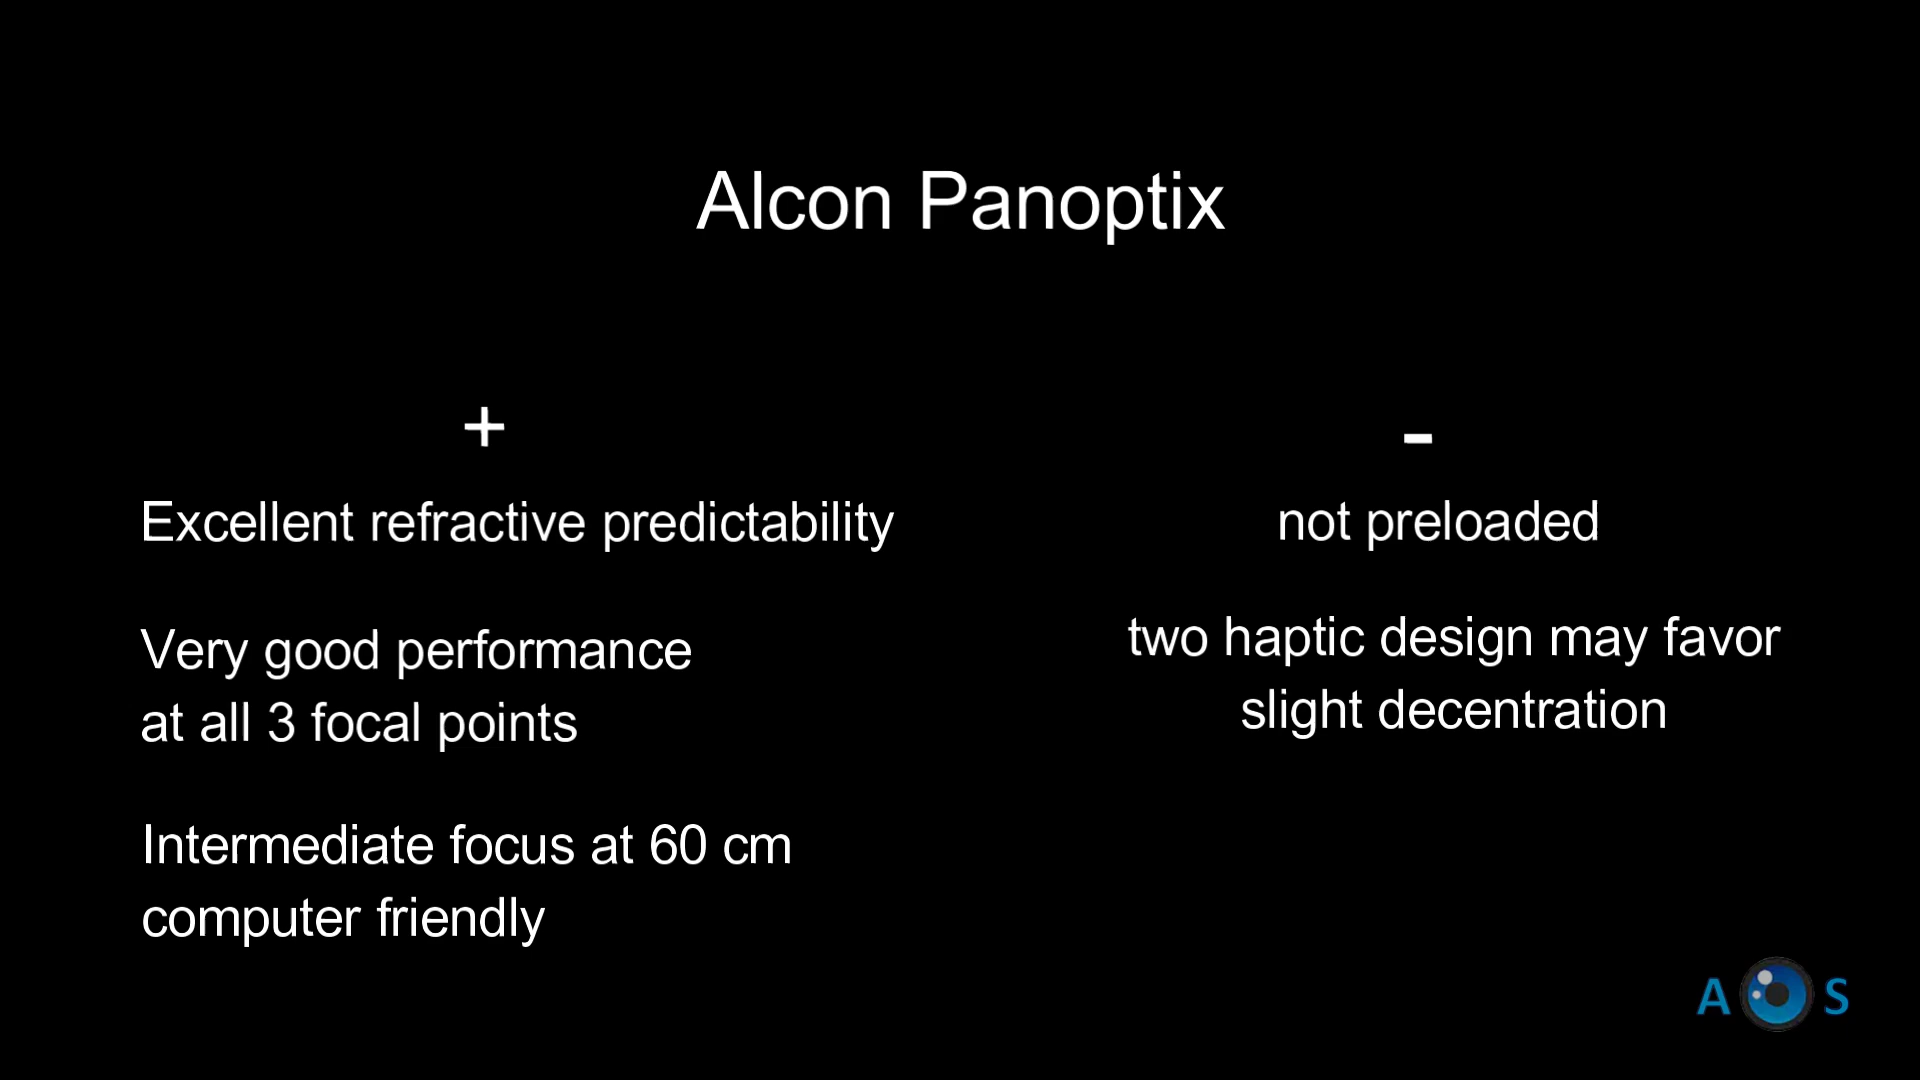 Alcon Panoptix
+
Excellent refractive predictability
Very good performance
at all 3 focal points
Intermediate focus at 60 cm
computer friendly
-
not preloaded
two haptic design may favor
slight decentration
A S